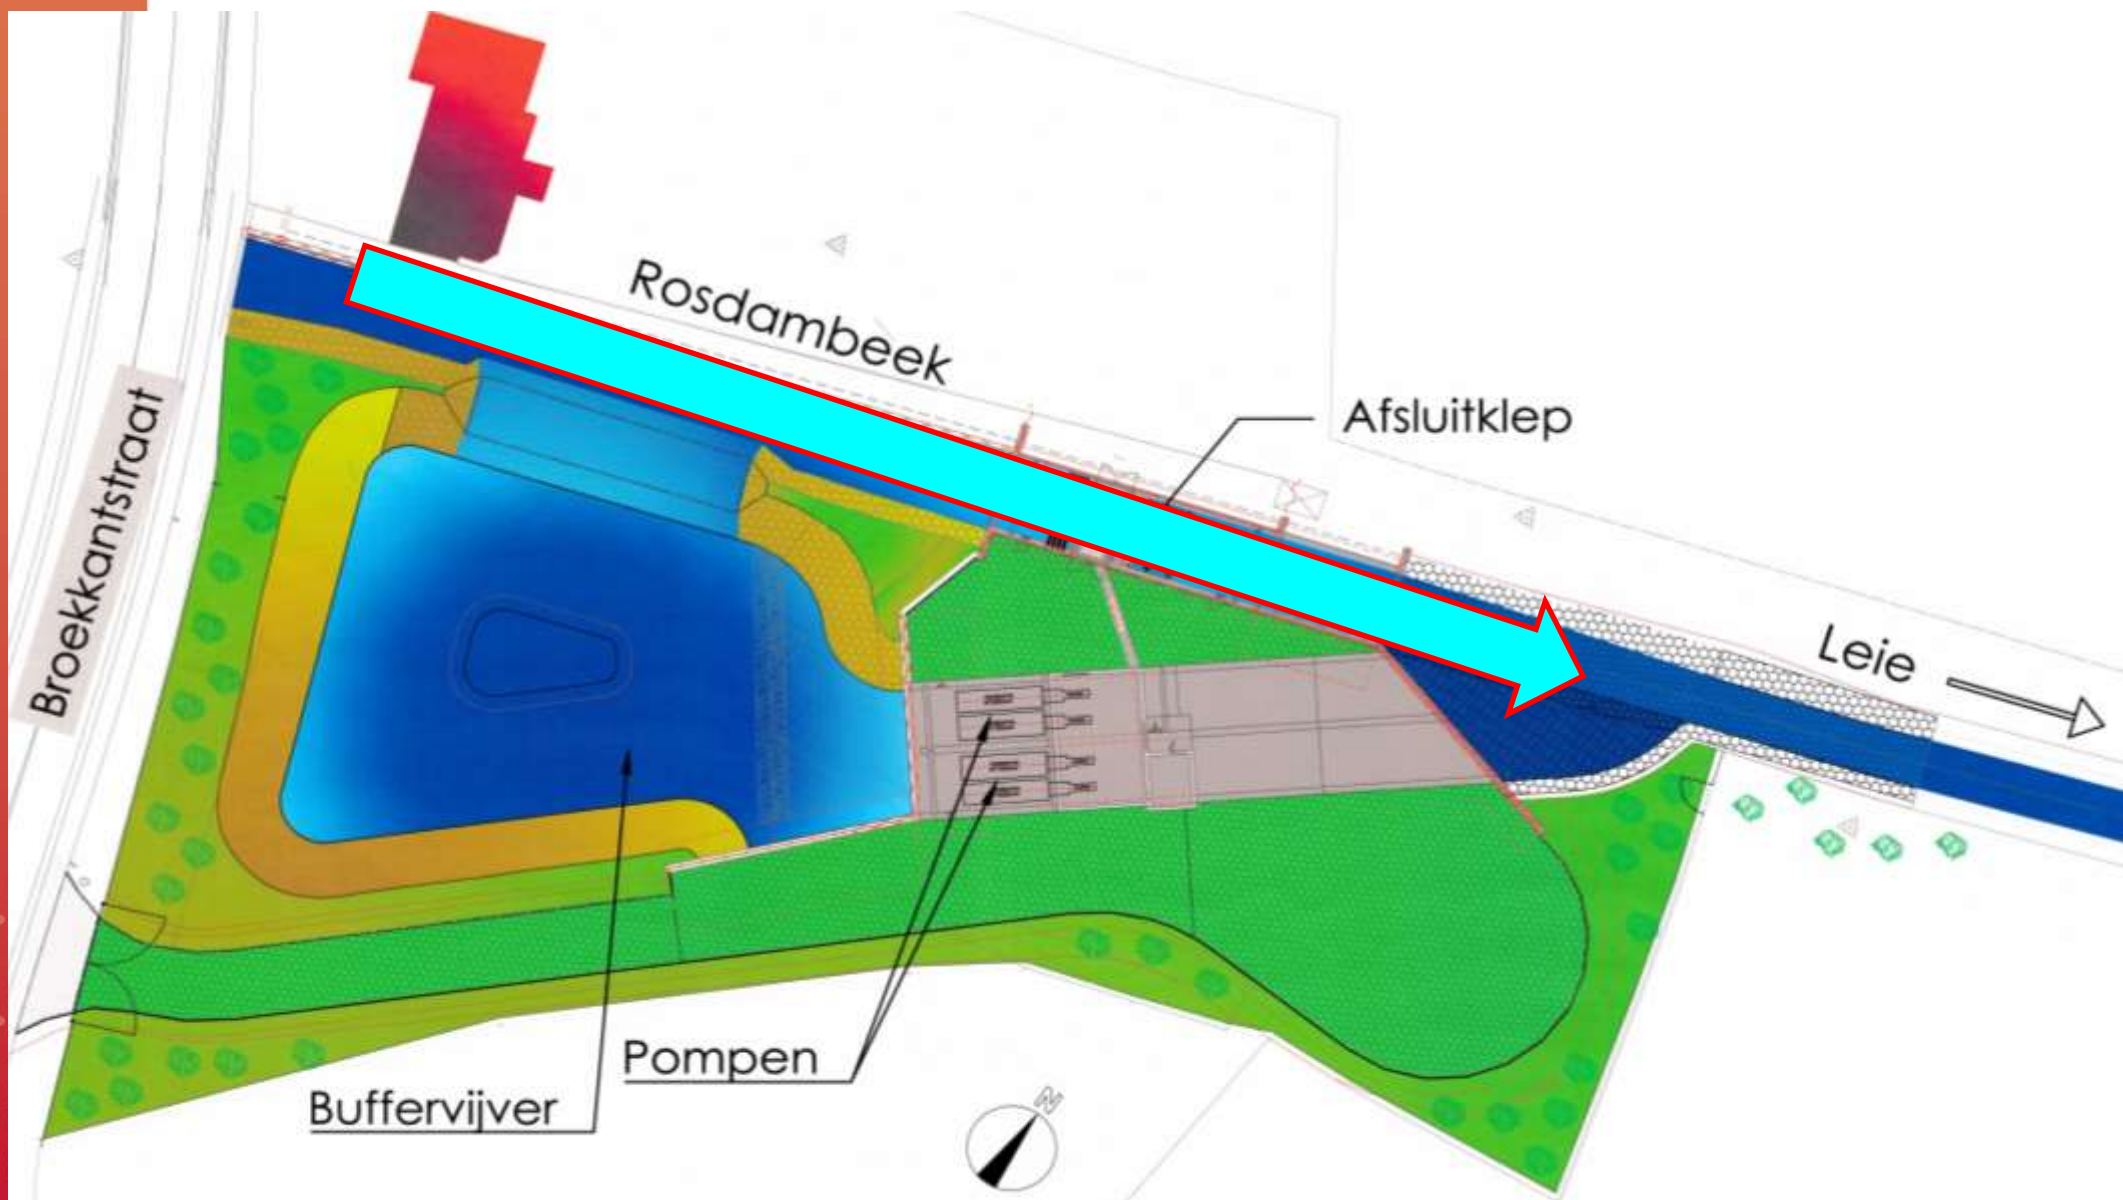 Rosdambeek
Afsluitklep
Broekkantstraat
Leie
Pompen
Buffervijver
N